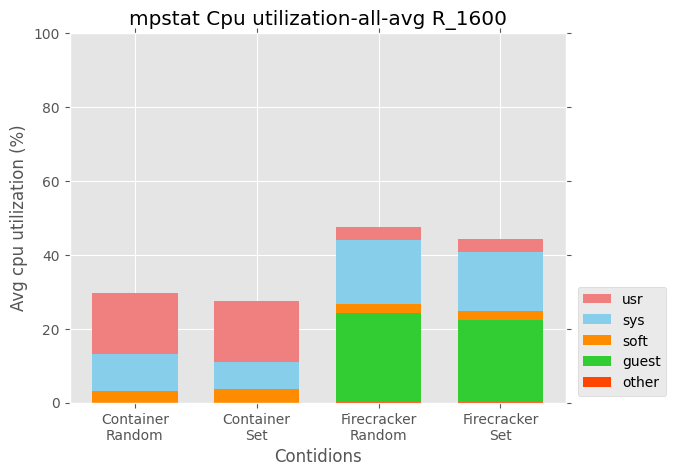 mpstat Cpu utilization-all-avg R_1600
Avg cpu utilization (%)
100
80
60
40
20
0
Container
Random
Container
Set
Firecracker
Random
Firecracker
Set
Contidions
usr
sys
soft
guest
other